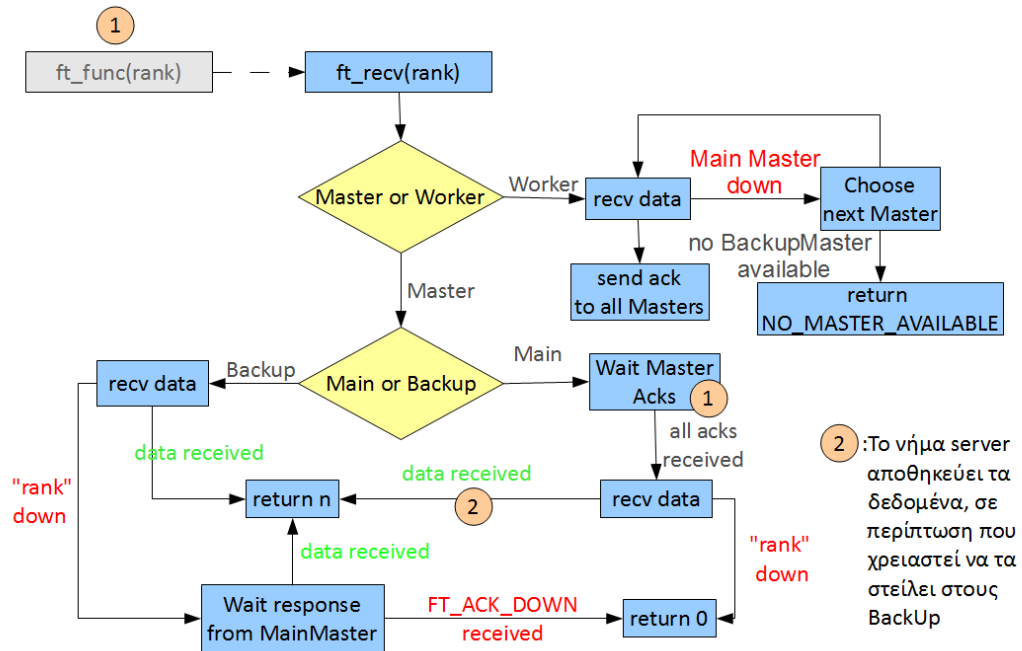 1
ft_func(rank)
ft_recv(rank)
Master or Worker
Worker
recv data
Main Master
down
Choose
next Master
no BackupMaster
available
send ack
to all Masters
return
NO_MASTER_AVAILABLE
Master
Main or Backup
Backup
recv data
Main
Wait Master
Acks
1
all acks
received
data received
"rank"
down
return n
data received
2
recv data
data received
"rank"
down
Wait response
from MainMaster
FT_ACK_DOWN
received
return 0
2
:Το νήμα server
αποθηκεύει τα
δεδομένα, σε
περίπτωση που
χρειαστεί να τα
στείλει στους
BackUp